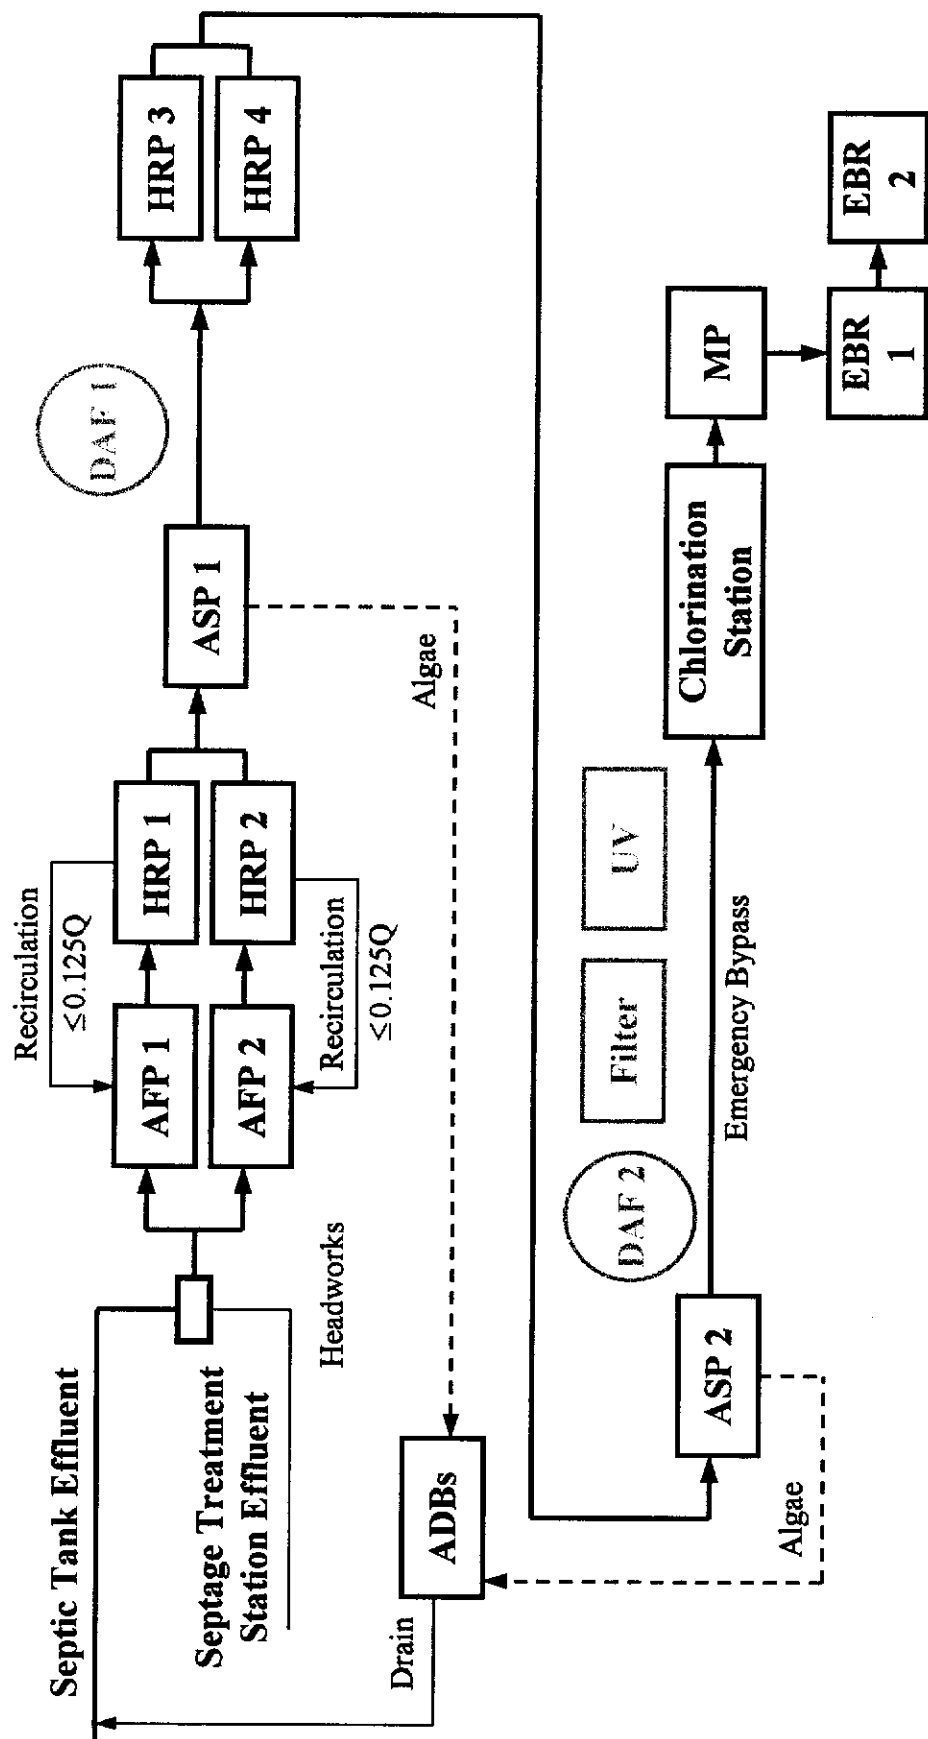 Septic Tank Effluent
Septage Treatment
Station Effluent
Headworks
Recirculation
≤0.125Q
AFP 1
HRP 1
AFP 2
HRP 2
Recirculation
≤0.125Q
ASP 1
DAF 1
HRP 3
HRP 4
Algae
ADBs
Drain
ASP 2
Algae
DAF 2
Filter
UV
Emergency Bypass
Chlorination
Station
MP
EBR
1
EBR
2